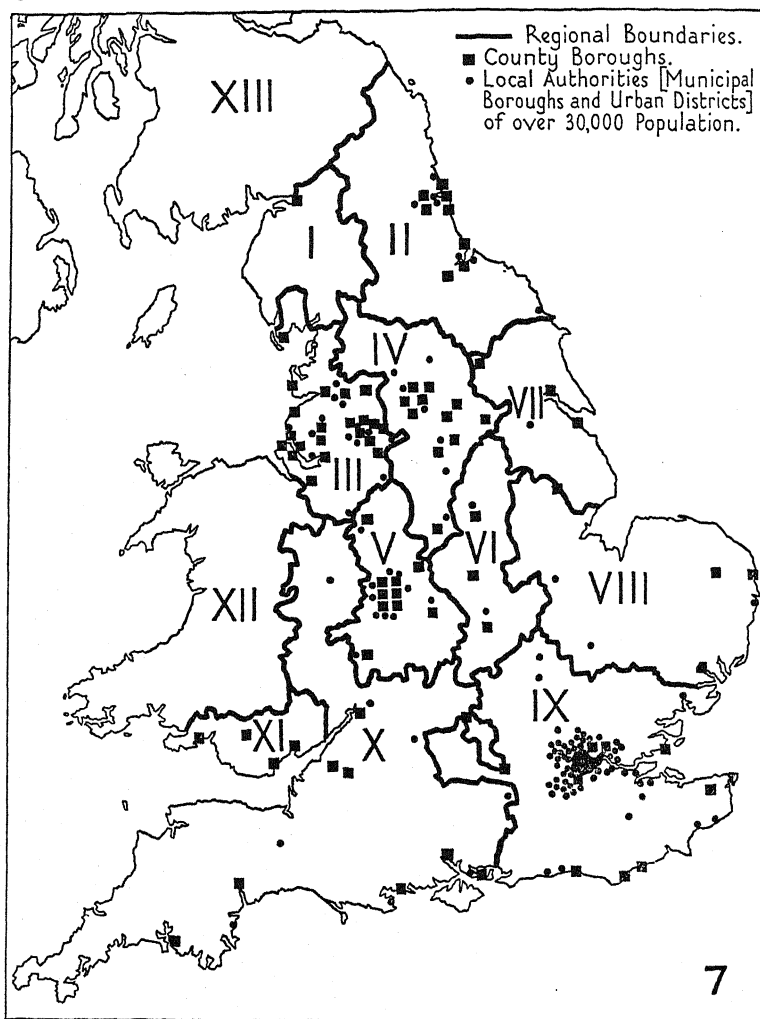 Regional Boundaries.
County Boroughs.
Local Authorities [Municipal
Boroughs and Urban Districts]
of over 30,000 Population.
XIII
I
II
IV
VII
III
V
VI
VIII
XII
IX
XI
X
7